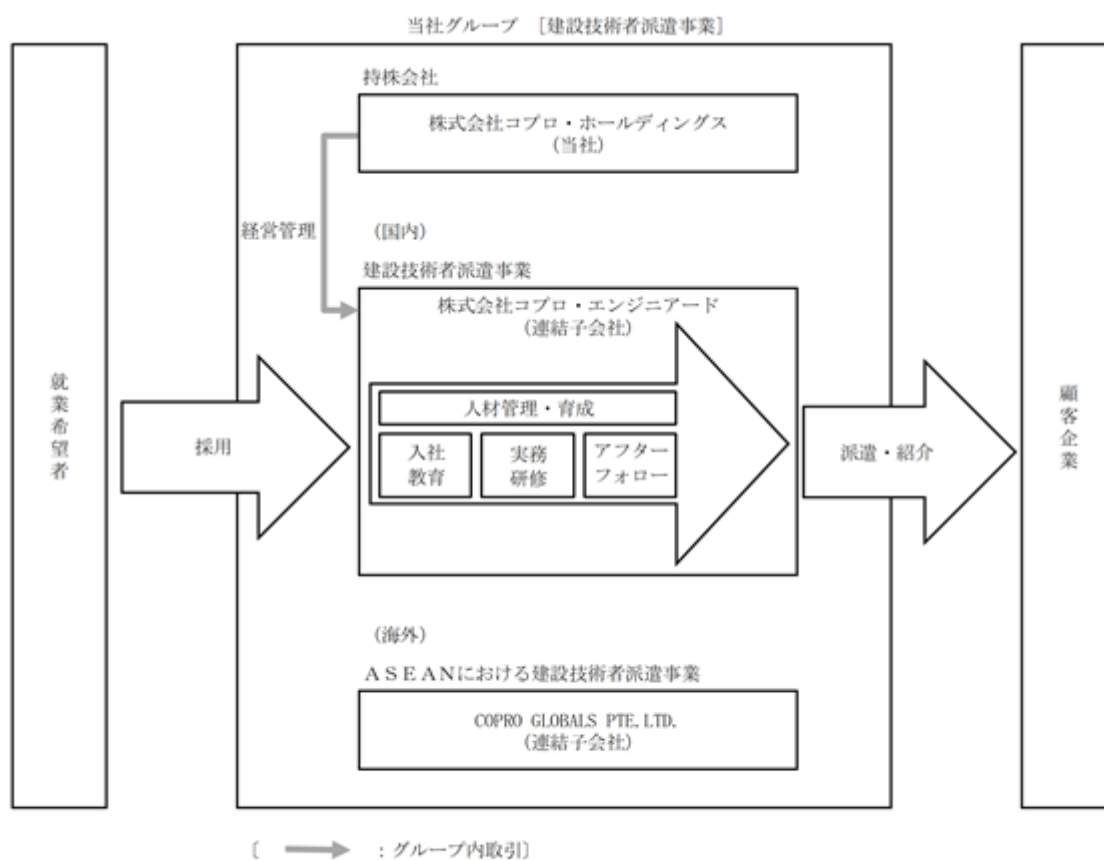 当社グループ [建設技術者派遣事業]
持株会社
株式会社コプロ・ホールディングス
(当社)
経営管理
(国内)
建設技術者派遣事業
株式会社コプロ・エンジニアード
(連結子会社)
就業希望者
採用
人材管理・育成
入社
教育
実務
研修
アフター
フォロー
派遣・紹介
顧客企業
(海外)
ＡＳＥＡＮにおける建設技術者派遣事業
COPRO GLOBALS PTE.LTD.
(連結子会社)
[ ：グループ内取引]